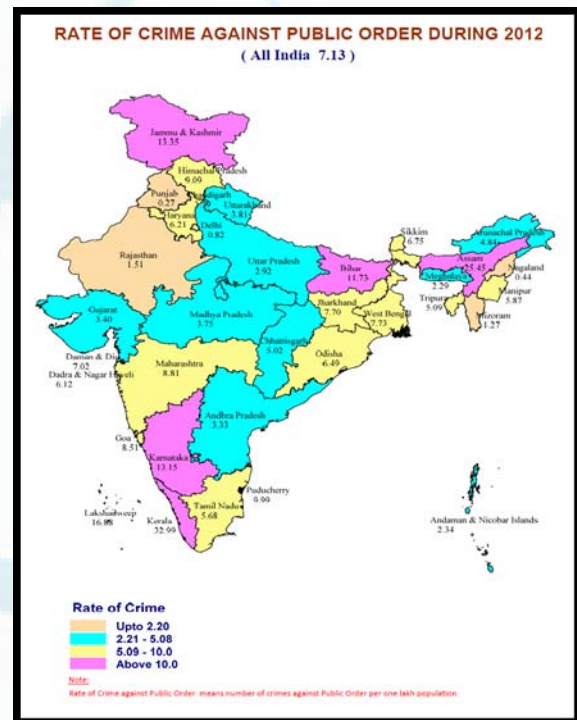 RATE OF CRIME AGAINST PUBLIC ORDER DURING 2012
( All India 7.13 )
Jammu & Kashmir
13.35
Himachal Pradesh
9.09
Punjab
0.27
Chandigarh
Uttarakhand
3.81
Haryana
6.21
Delhi
0.82
Rajasthan
1.51
Uttar Pradesh
2.92
Bihar
11.73
Sikkim
6.75
Arunachal Pradesh
4.84
Assam
25.45
Nagaland
0.44
Meghalaya
2.29
Manipur
5.87
Tripura
5.09
Mizoram
1.27
Gujarat
3.40
Madhya Pradesh
3.75
Jharkhand
7.70
West Bengal
7.73
Chhattisgarh
5.02
Daman & Diu
7.02
Dadra & Nagar Haveli
6.12
Maharashtra
8.81
Odisha
6.49
Andhra Pradesh
3.33
Goa
8.51
Karnataka
13.15
Puducherry
9.99
Lakshadweep
16.88
Kerala
32.99
Tamil Nadu
5.68
Andaman & Nicobar Islands
2.34
Rate of Crime
Upto 2.20
2.21 - 5.08
5.09 - 10.0
Above 10.0
Note:
Rate of Crime against Public Order means number of crimes against Public Order per one lakh population